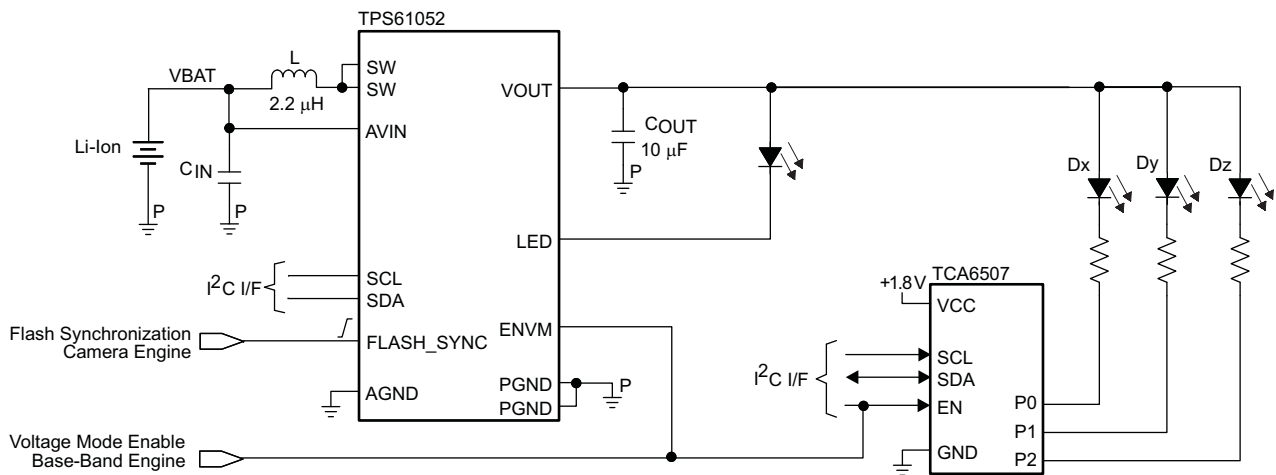 TPS61052
L
VBAT
2.2 μH
SW
SW
VOUT
AVIN
COUT
10 μF
Li-Ion
CIN
P
P
P
Dx
Dy
Dz
LED
I²C I/F
SCL
SDA
TCA6507
+1.8 V
VCC
ENVM
Flash Synchronization
Camera Engine
FLASH_SYNC
I²C I/F
SCL
SDA
EN
AGND
PGND
PGND
P
P0
P1
P2
GND
Voltage Mode Enable
Base-Band Engine